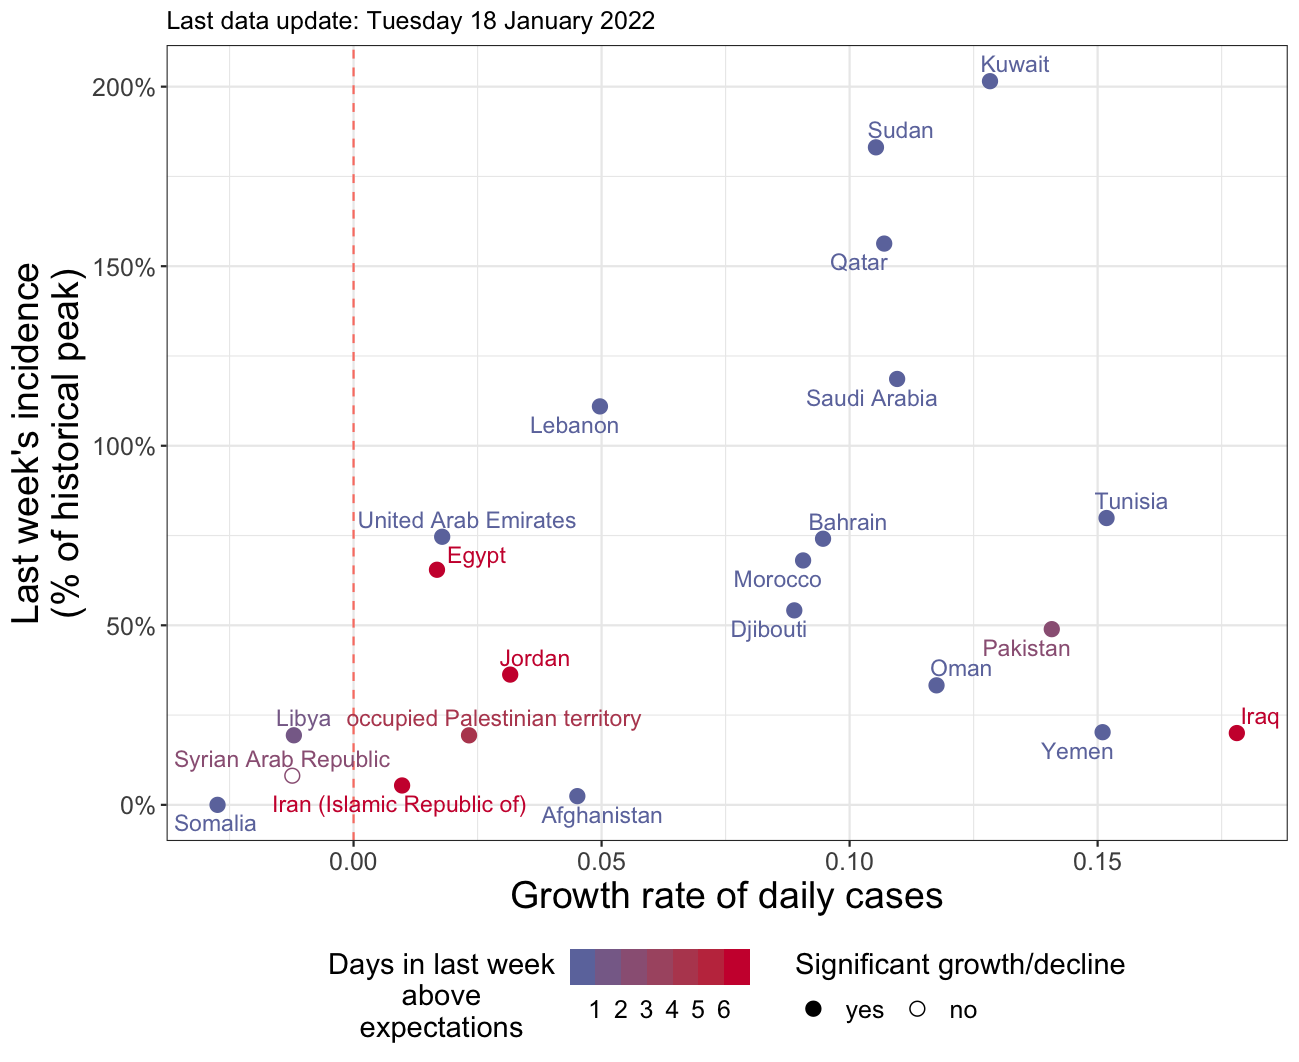 Last data update: Tuesday 18 January 2022
Last week's incidence
(% of historical peak)
200%
150%
100%
50%
0%
Kuwait
Sudan
Qatar
Saudi Arabia
Lebanon
Tunisia
United Arab Emirates
Bahrain
Egypt
Morocco
Djibouti
Pakistan
Jordan
Oman
Libya
occupied Palestinian territory
Iraq
Yemen
Syrian Arab Republic
Iran (Islamic Republic of)
Afghanistan
Somalia
0.00
0.05
0.10
0.15
Growth rate of daily cases
Days in last week
above
expectations
1 2 3 4 5 6
Significant growth/decline
yes
no